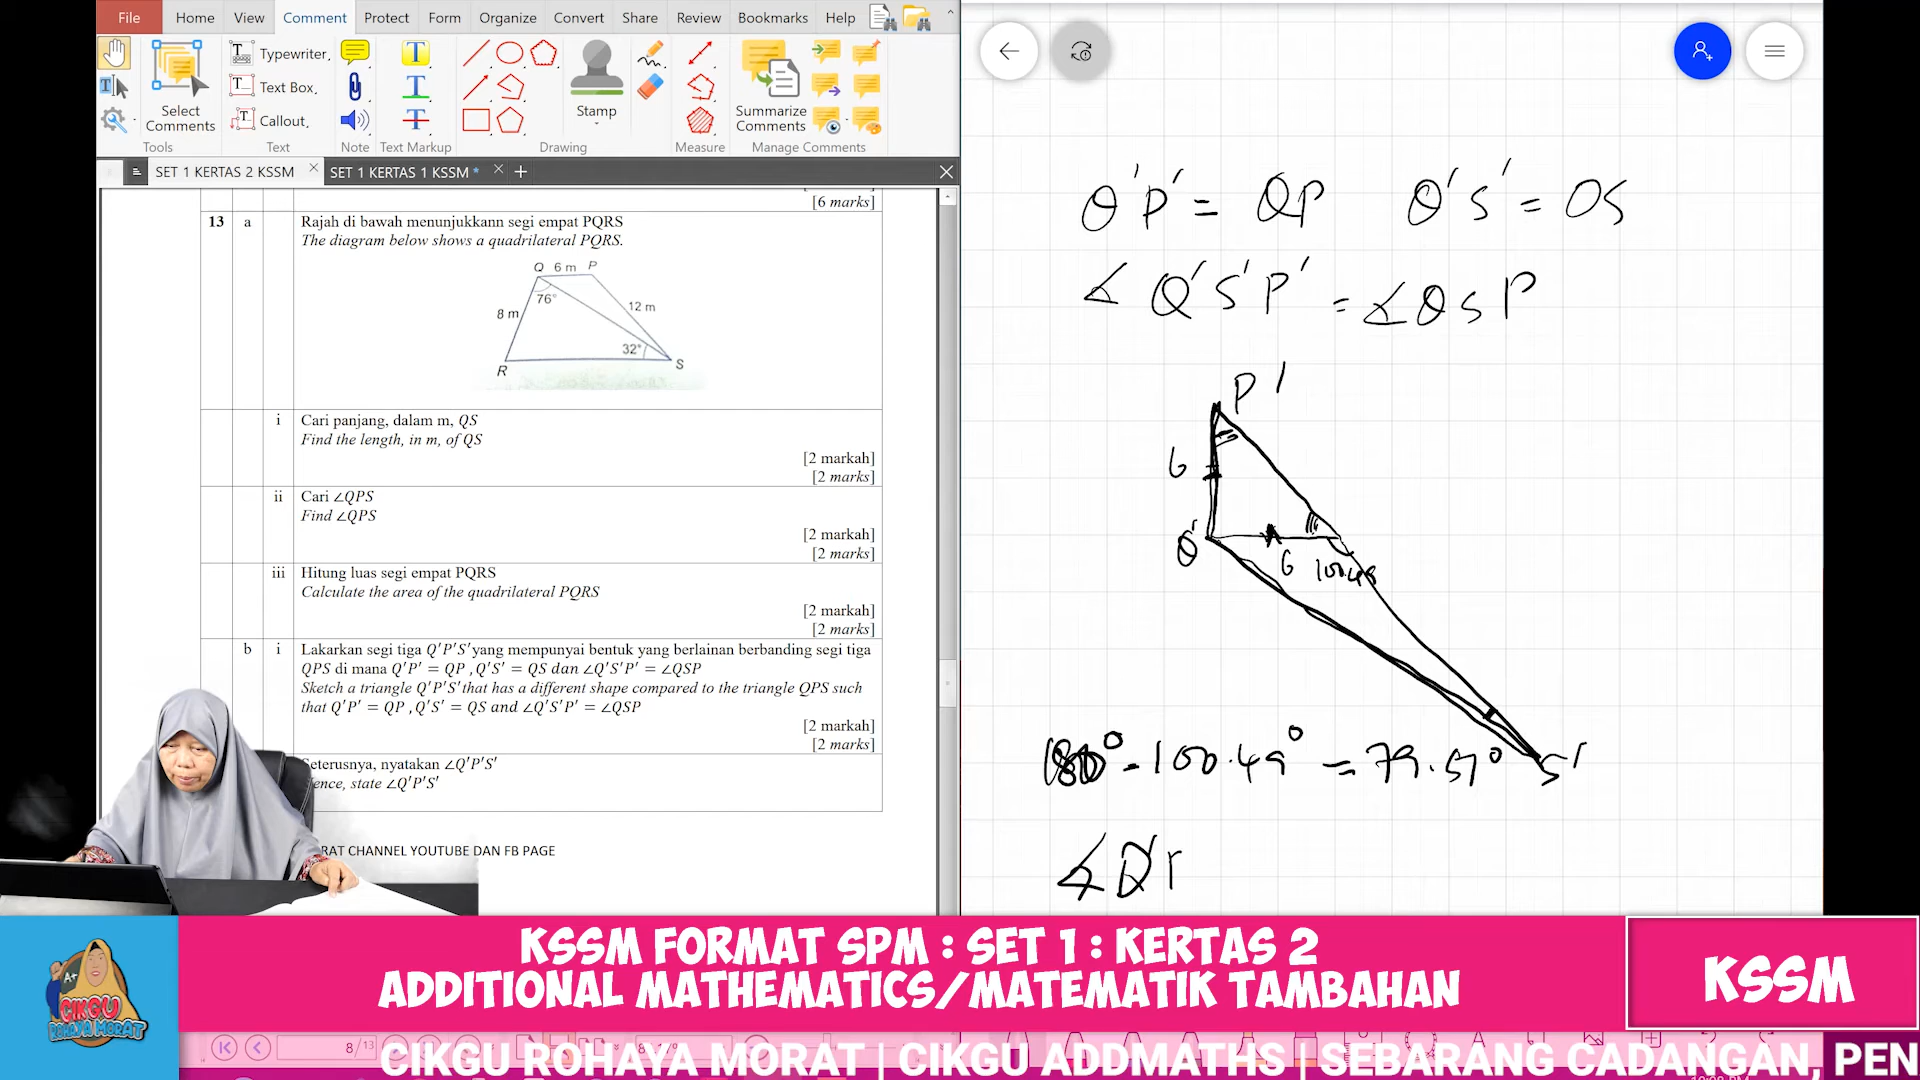 File Home View Comment Protect Form Organize Convert Share Review Bookmarks Help
Typewriter
Text Box
Callout
Select Comments
Stamp
Summarize Comments
Tools Text Note Text Markup Drawing Measure Manage Comments
SET 1 KERTAS 2 KSSM SET 1 KERTAS 1 KSSM *
[6 marks]
13 a Rajah di bawah menunjukkann segi empat PQRS
The diagram below shows a quadrilateral PQRS.
Q 6 m P
76°
8 m 12 m
32°
R S
i Cari panjang, dalam m, QS
Find the length, in m, of QS
[2 markah]
[2 marks]
ii Cari ∠QPS
Find ∠QPS
[2 markah]
[2 marks]
iii Hitung luas segi empat PQRS
Calculate the area of the quadrilateral PQRS
[2 markah]
[2 marks]
b i Lakarkan segi tiga Q'P'S' yang mempunyai bentuk yang berlainan berbanding segi tiga
QPS di mana Q'P' = QP , Q'S' = QS dan ∠Q'S'P' = ∠QSP
Sketch a triangle Q'P'S' that has a different shape compared to the triangle QPS such
that Q'P' = QP , Q'S' = QS and ∠Q'S'P' = ∠QSP
[2 markah]
[2 marks]
Seterusnya, nyatakan ∠Q'P'S'
ence, state ∠Q'P'S'
RAT CHANNEL YOUTUBE DAN FB PAGE
Q'P' = QP Q'S' = QS
∠Q'S'P' = ∠QSP
P'
6
Q'
6 100.49
180° - 100.49° = 79.51° S'
∠Q'P
KSSM FORMAT SPM : SET 1 : KERTAS 2
ADDITIONAL MATHEMATICS/MATEMATIK TAMBAHAN
KSSM
A+
CIKGU
ROHAYA MORAT
8 /13
CIKGU ROHAYA MORAT | CIKGU ADDMATHS | SEBARANG CADANGAN, PEN